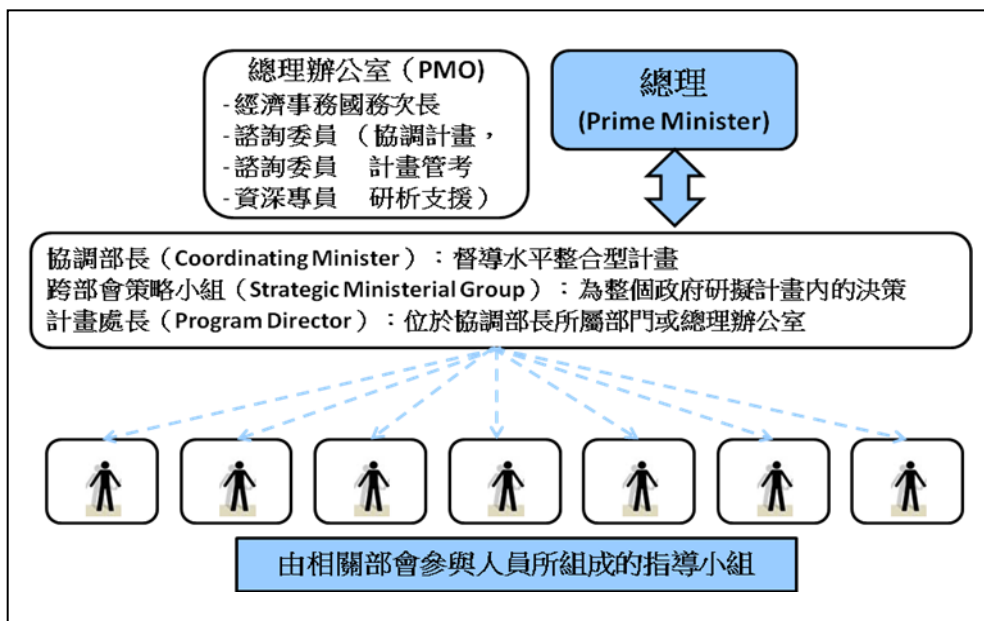 總理辦公室（PMO)
-經濟事務國務次長
-諮詢委員（協調計畫，
-諮詢委員　計畫管考
-資深專員　研析支援）
總理
(Prime Minister)
協調部長（Coordinating Minister）：督導水平整合型計畫
跨部會策略小組（Strategic Ministerial Group）：為整個政府研擬計畫內的決策
計畫處長（Program Director）：位於協調部長所屬部門或總理辦公室
由相關部會參與人員所組成的指導小組